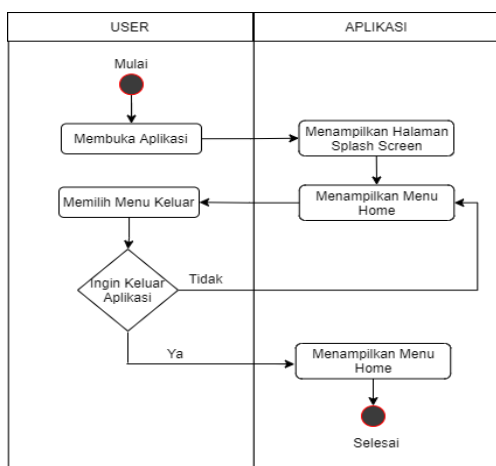 USER
APLIKASI
Mulai
Membuka Aplikasi
Menampilkan Halaman
Splash Screen
Memilih Menu Keluar
Menampilkan Menu
Home
Ingin Keluar
Aplikasi
Tidak
Ya
Menampilkan Menu
Home
Selesai